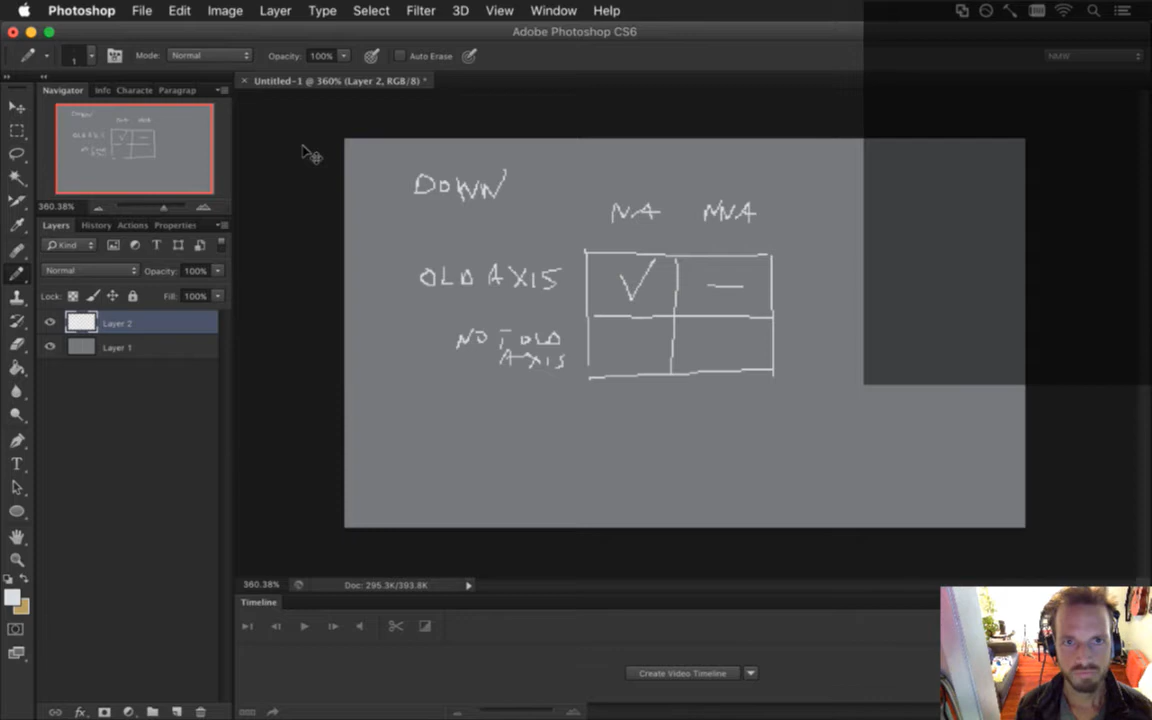 Photoshop File Edit Image Layer Type Select Filter 3D View Window Help
Adobe Photoshop CS6
1 Mode: Normal Opacity: 100% Auto Erase NMW
Navigator Info Characte Paragrap
Untitled-1 @ 360% (Layer 2, RGB/8) *
DOWN
NA MNA
OLD AXIS
NO OLD
AXIS
360.38%
Layers History Actions Properties
Kind
Normal Opacity: 100%
Lock: Fill: 100%
Layer 2
Layer 1
360.38% Doc: 295.3K/393.8K
Timeline
Create Video Timeline